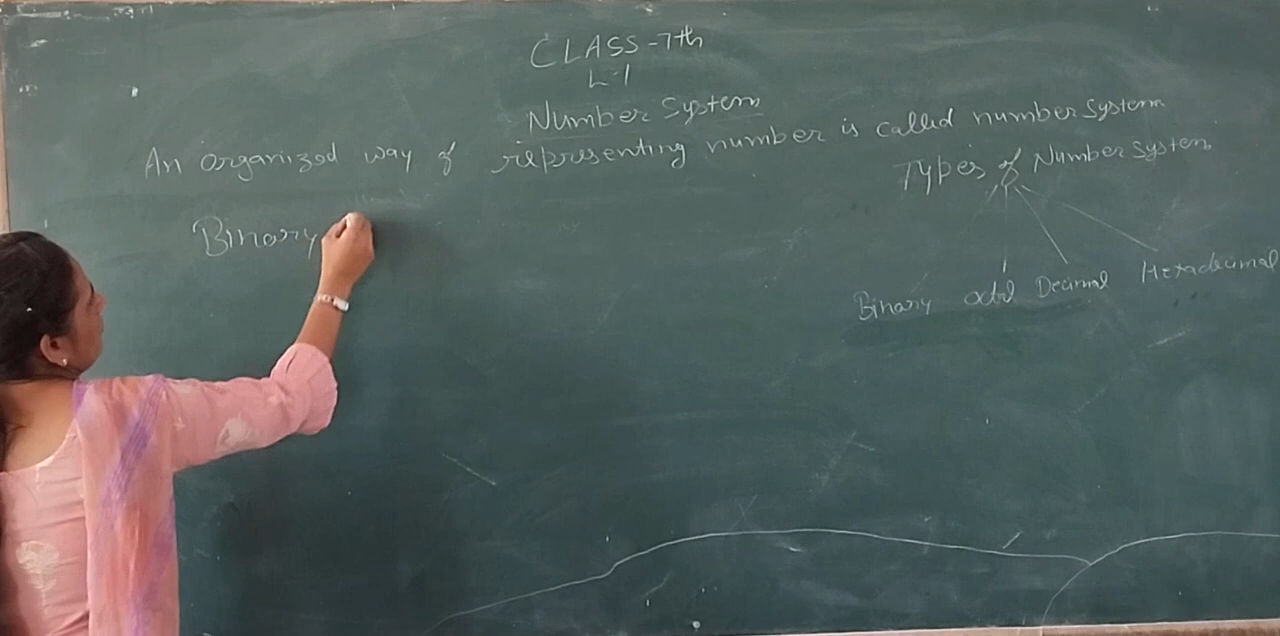 CLASS-7th
L-1
Number System
An organized way of representing number is called number system
Types of Number System
Binary octal Decimal Hexadecimal
Binary